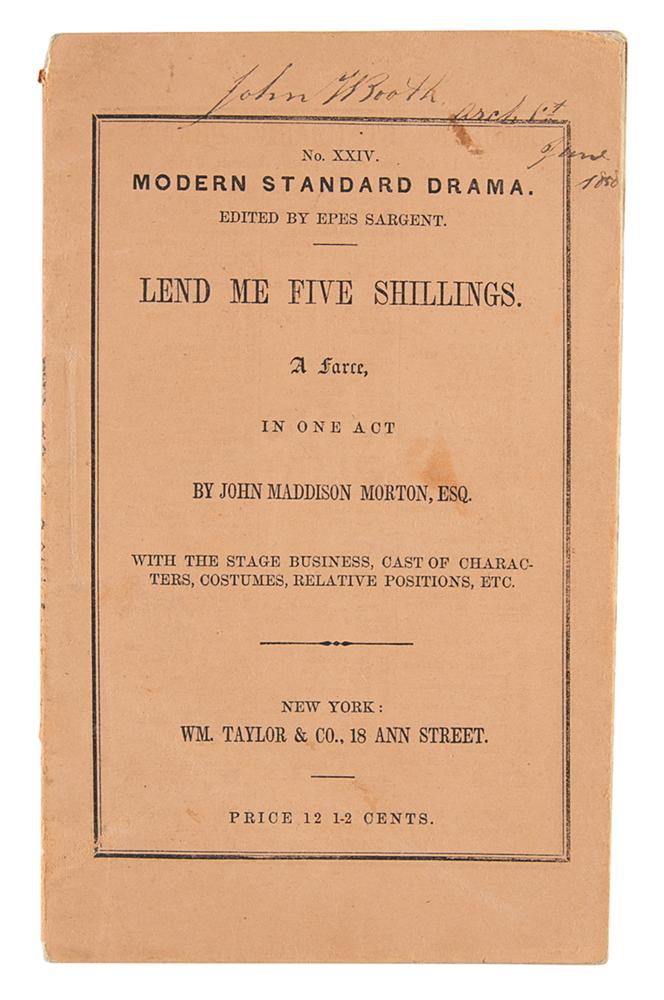 John W Booth
Arch St
June
1858
No. XXIV.
MODERN STANDARD DRAMA.
EDITED BY EPES SARGENT.
LEND ME FIVE SHILLINGS.
A Farce,
IN ONE ACT
BY JOHN MADDISON MORTON, ESQ.
WITH THE STAGE BUSINESS, CAST OF CHARAC-
TERS, COSTUMES, RELATIVE POSITIONS, ETC.
NEW YORK:
WM. TAYLOR & CO., 18 ANN STREET.
PRICE 12 1-2 CENTS.